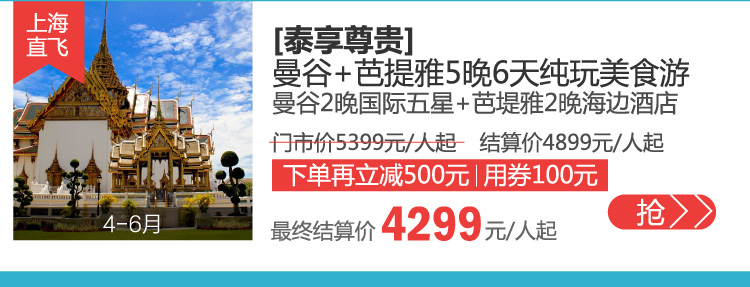 上海
直飞
4-6月
[泰享尊贵]
曼谷+芭提雅5晚6天纯玩美食游
曼谷2晚国际五星+芭堤雅2晚海边酒店
门市价5399元/人起 结算价4899元/人起
下单再立减500元|用券100元
最终结算价 4299元/人起
抢